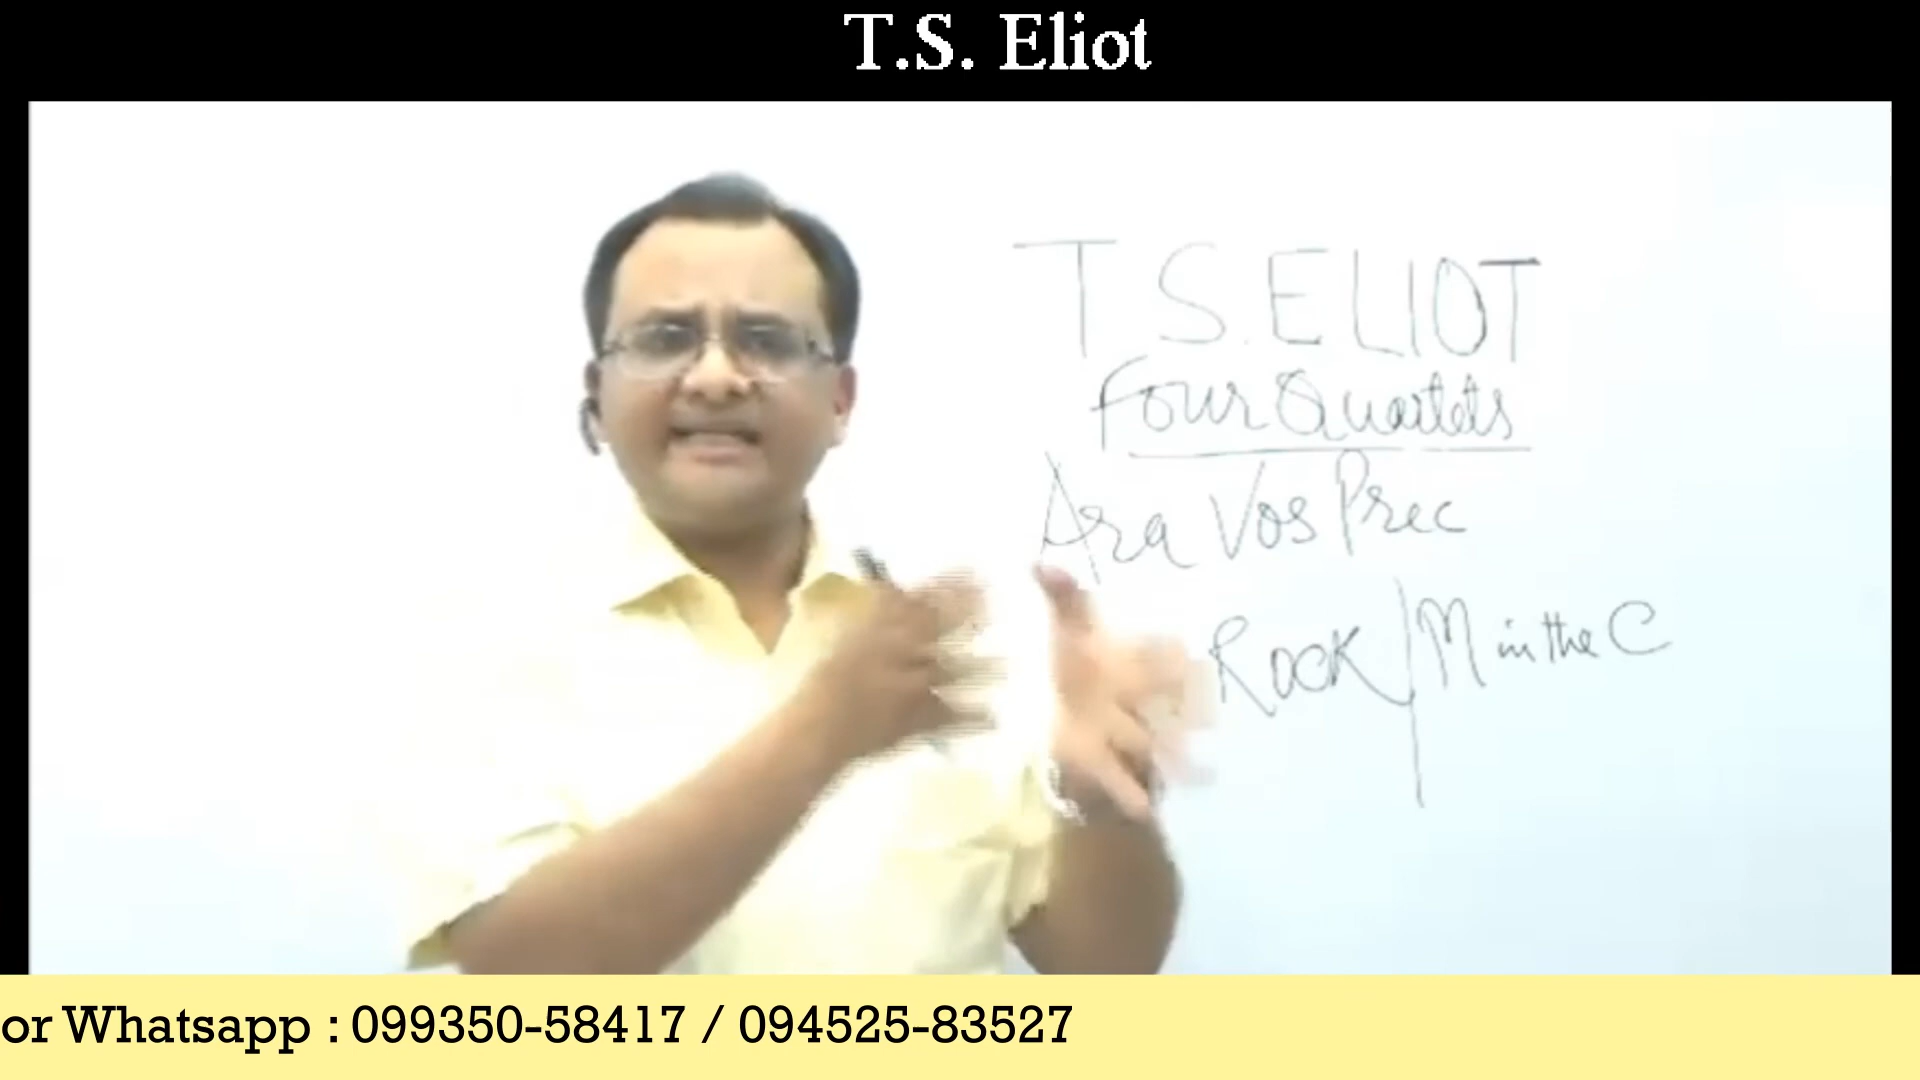 T.S. Eliot
T.S. ELIOT
Four Quartets
Ara Vos Prec
Rock / M in the C
or Whatsapp : 099350-58417 / 094525-83527